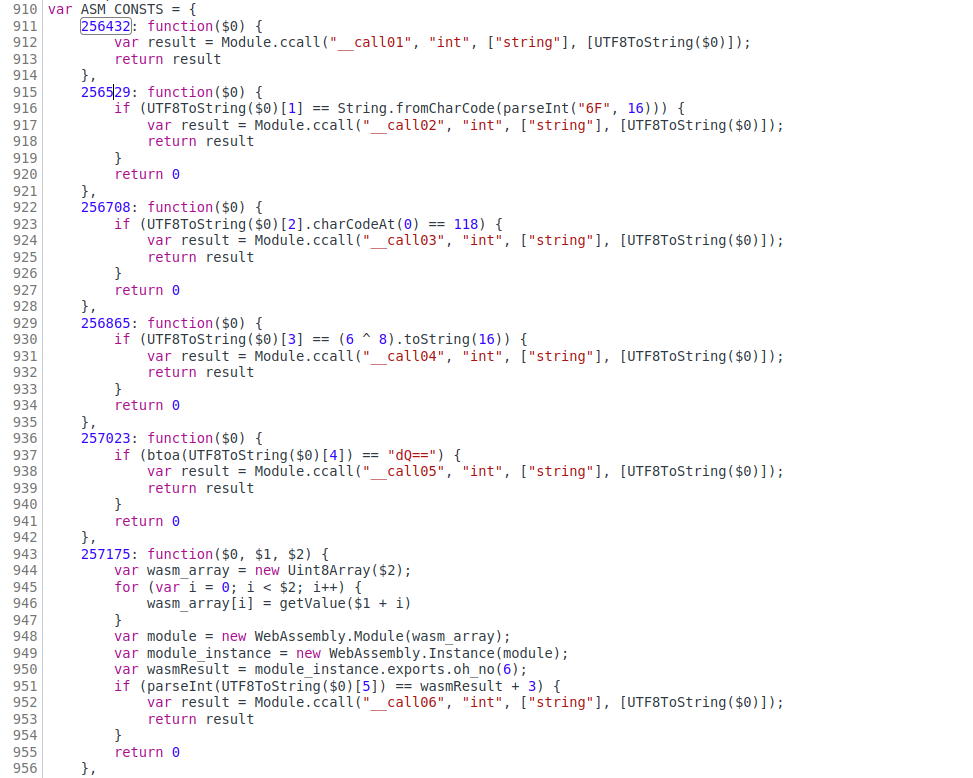 910 var ASM_CONSTS = {
911     256432: function($0) {
912         var result = Module.ccall("__call01", "int", ["string"], [UTF8ToString($0)]);
913         return result
914     },
915     256529: function($0) {
916         if (UTF8ToString($0)[1] == String.fromCharCode(parseInt("6F", 16))) {
917             var result = Module.ccall("__call02", "int", ["string"], [UTF8ToString($0)]);
918             return result
919         }
920         return 0
921     },
922     256708: function($0) {
923         if (UTF8ToString($0)[2].charCodeAt(0) == 118) {
924             var result = Module.ccall("__call03", "int", ["string"], [UTF8ToString($0)]);
925             return result
926         }
927         return 0
928     },
929     256865: function($0) {
930         if (UTF8ToString($0)[3] == (6 ^ 8).toString(16)) {
931             var result = Module.ccall("__call04", "int", ["string"], [UTF8ToString($0)]);
932             return result
933         }
934         return 0
935     },
936     257023: function($0) {
937         if (btoa(UTF8ToString($0)[4]) == "dQ==") {
938             var result = Module.ccall("__call05", "int", ["string"], [UTF8ToString($0)]);
939             return result
940         }
941         return 0
942     },
943     257175: function($0, $1, $2) {
944         var wasm_array = new Uint8Array($2);
945         for (var i = 0; i < $2; i++) {
946             wasm_array[i] = getValue($1 + i)
947         }
948         var module = new WebAssembly.Module(wasm_array);
949         var module_instance = new WebAssembly.Instance(module);
950         var wasmResult = module_instance.exports.oh_no(6);
951         if (parseInt(UTF8ToString($0)[5]) == wasmResult + 3) {
952             var result = Module.ccall("__call06", "int", ["string"], [UTF8ToString($0)]);
953             return result
954         }
955         return 0
956     },